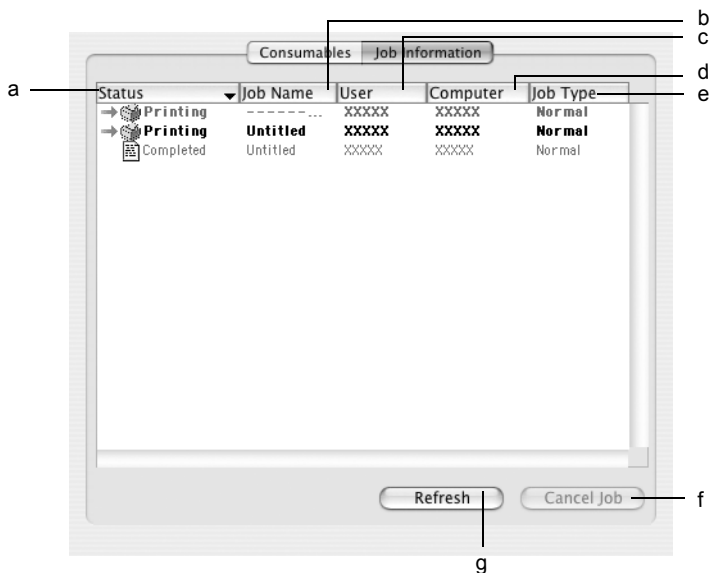 b
c
Consumables Job Information
d
a
Status Job Name User Computer Job Type
e
Printing ------... XXXXX XXXXX Normal
Printing Untitled XXXXX XXXXX Normal
Completed Untitled XXXXX XXXXX Normal
Refresh Cancel Job
f
g